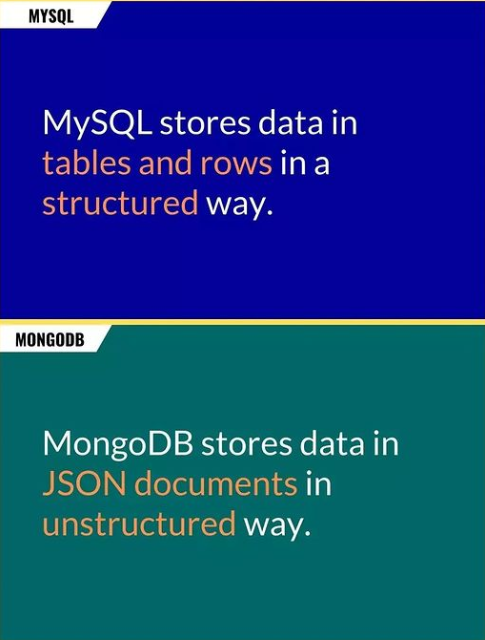 MYSQL
MySQL stores data in
tables and rows in a
structured way.
MONGODB
MongoDB stores data in
JSON documents in
unstructured way.